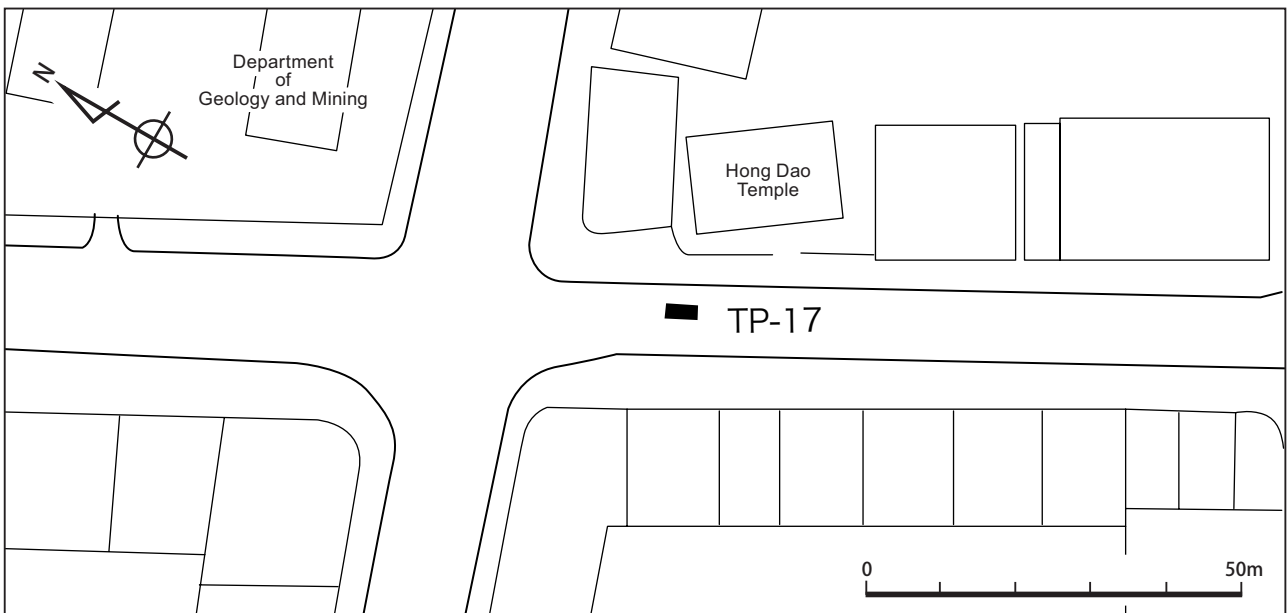 N
Department
of
Geology and Mining
Hong Dao
Temple
TP-17
0
50m